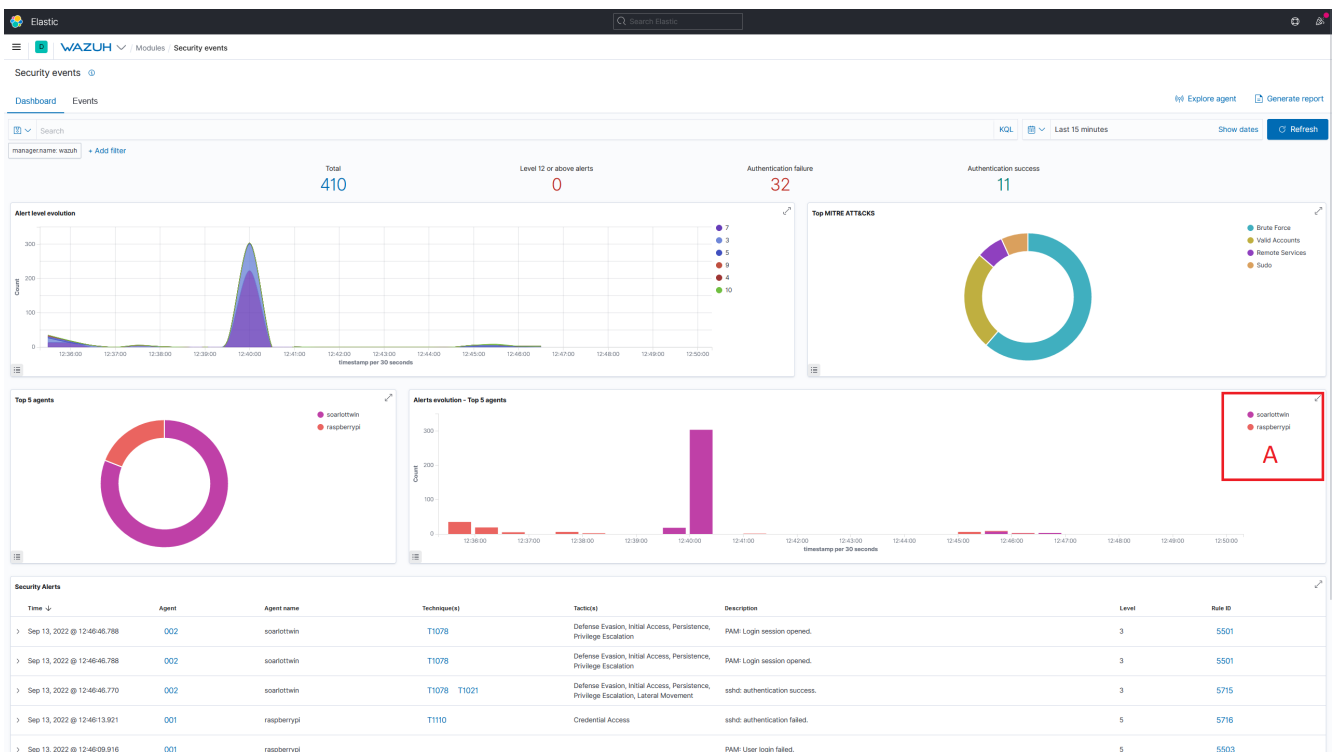 Elastic
Search Elastic
D WAZUH / Modules / Security events
Security events
Dashboard Events
Explore agent Generate report
Search
KQL Last 15 minutes Show dates Refresh
manager.name: wazuh + Add filter
Total Level 12 or above alerts Authentication failure Authentication success
410 0 32 11
Alert level evolution
Count
300
200
100
0
12:36:00 12:37:00 12:38:00 12:39:00 12:40:00 12:41:00 12:42:00 12:43:00 12:44:00 12:45:00 12:46:00 12:47:00 12:48:00 12:49:00 12:50:00
timestamp per 30 seconds
7
3
5
9
4
10
Top MITRE ATT&CKS
Brute Force
Valid Accounts
Remote Services
Sudo
Top 5 agents
soarlottwin
raspberrypi
Alerts evolution - Top 5 agents
Count
300
200
100
0
12:36:00 12:37:00 12:38:00 12:39:00 12:40:00 12:41:00 12:42:00 12:43:00 12:44:00 12:45:00 12:46:00 12:47:00 12:48:00 12:49:00 12:50:00
timestamp per 30 seconds
soarlottwin
raspberrypi
A
Security Alerts
Time Agent Agent name Technique(s) Tactic(s) Description Level Rule ID
Sep 13, 2022 @ 12:46:46.788 002 soarlottwin T1078 Defense Evasion, Initial Access, Persistence, PAM: Login session opened. 3 5501
Privilege Escalation
Sep 13, 2022 @ 12:46:46.788 002 soarlottwin T1078 Defense Evasion, Initial Access, Persistence, PAM: Login session opened. 3 5501
Privilege Escalation
Sep 13, 2022 @ 12:46:46.770 002 soarlottwin T1078 T1021 Defense Evasion, Initial Access, Persistence, sshd: authentication success. 3 5715
Privilege Escalation, Lateral Movement
Sep 13, 2022 @ 12:46:13.921 001 raspberrypi T1110 Credential Access sshd: authentication failed. 5 5716
Sep 13, 2022 @ 12:46:09.916 001 raspberrypi PAM: User login failed. 5 5503